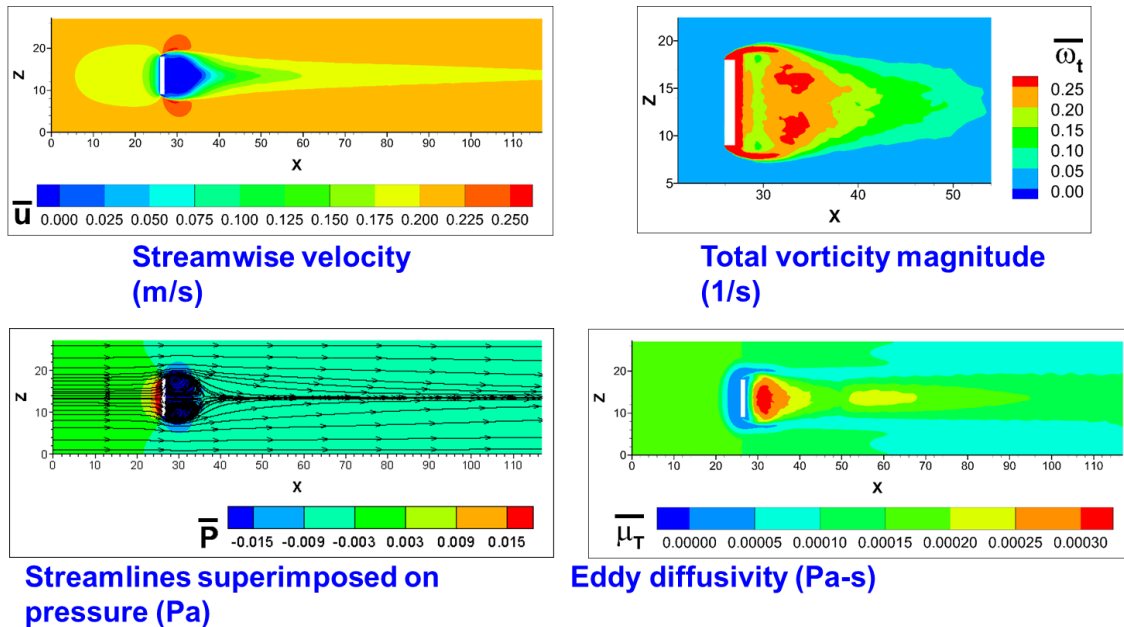 Z
20
10
0
0 10 20 30 40 50 60 70 80 90 100 110
X
u
0.000 0.025 0.050 0.075 0.100 0.125 0.150 0.175 0.200 0.225 0.250
Streamwise velocity
(m/s)
Z
20
15
10
5
30 40 50
X
ωt
0.25
0.20
0.15
0.10
0.00
Total vorticity magnitude
(1/s)
Z
20
10
0
0 10 20 30 40 50 60 70 80 90 100 110
X
P
-0.015 -0.009 -0.003 0.003 0.009 0.015
Streamlines superimposed on
pressure (Pa)
Z
20
10
0
0 10 20 30 40 50 60 70 80 90 100 110
X
μT
0.00000 0.00005 0.00010 0.00015 0.00020 0.00025 0.00030
Eddy diffusivity (Pa-s)